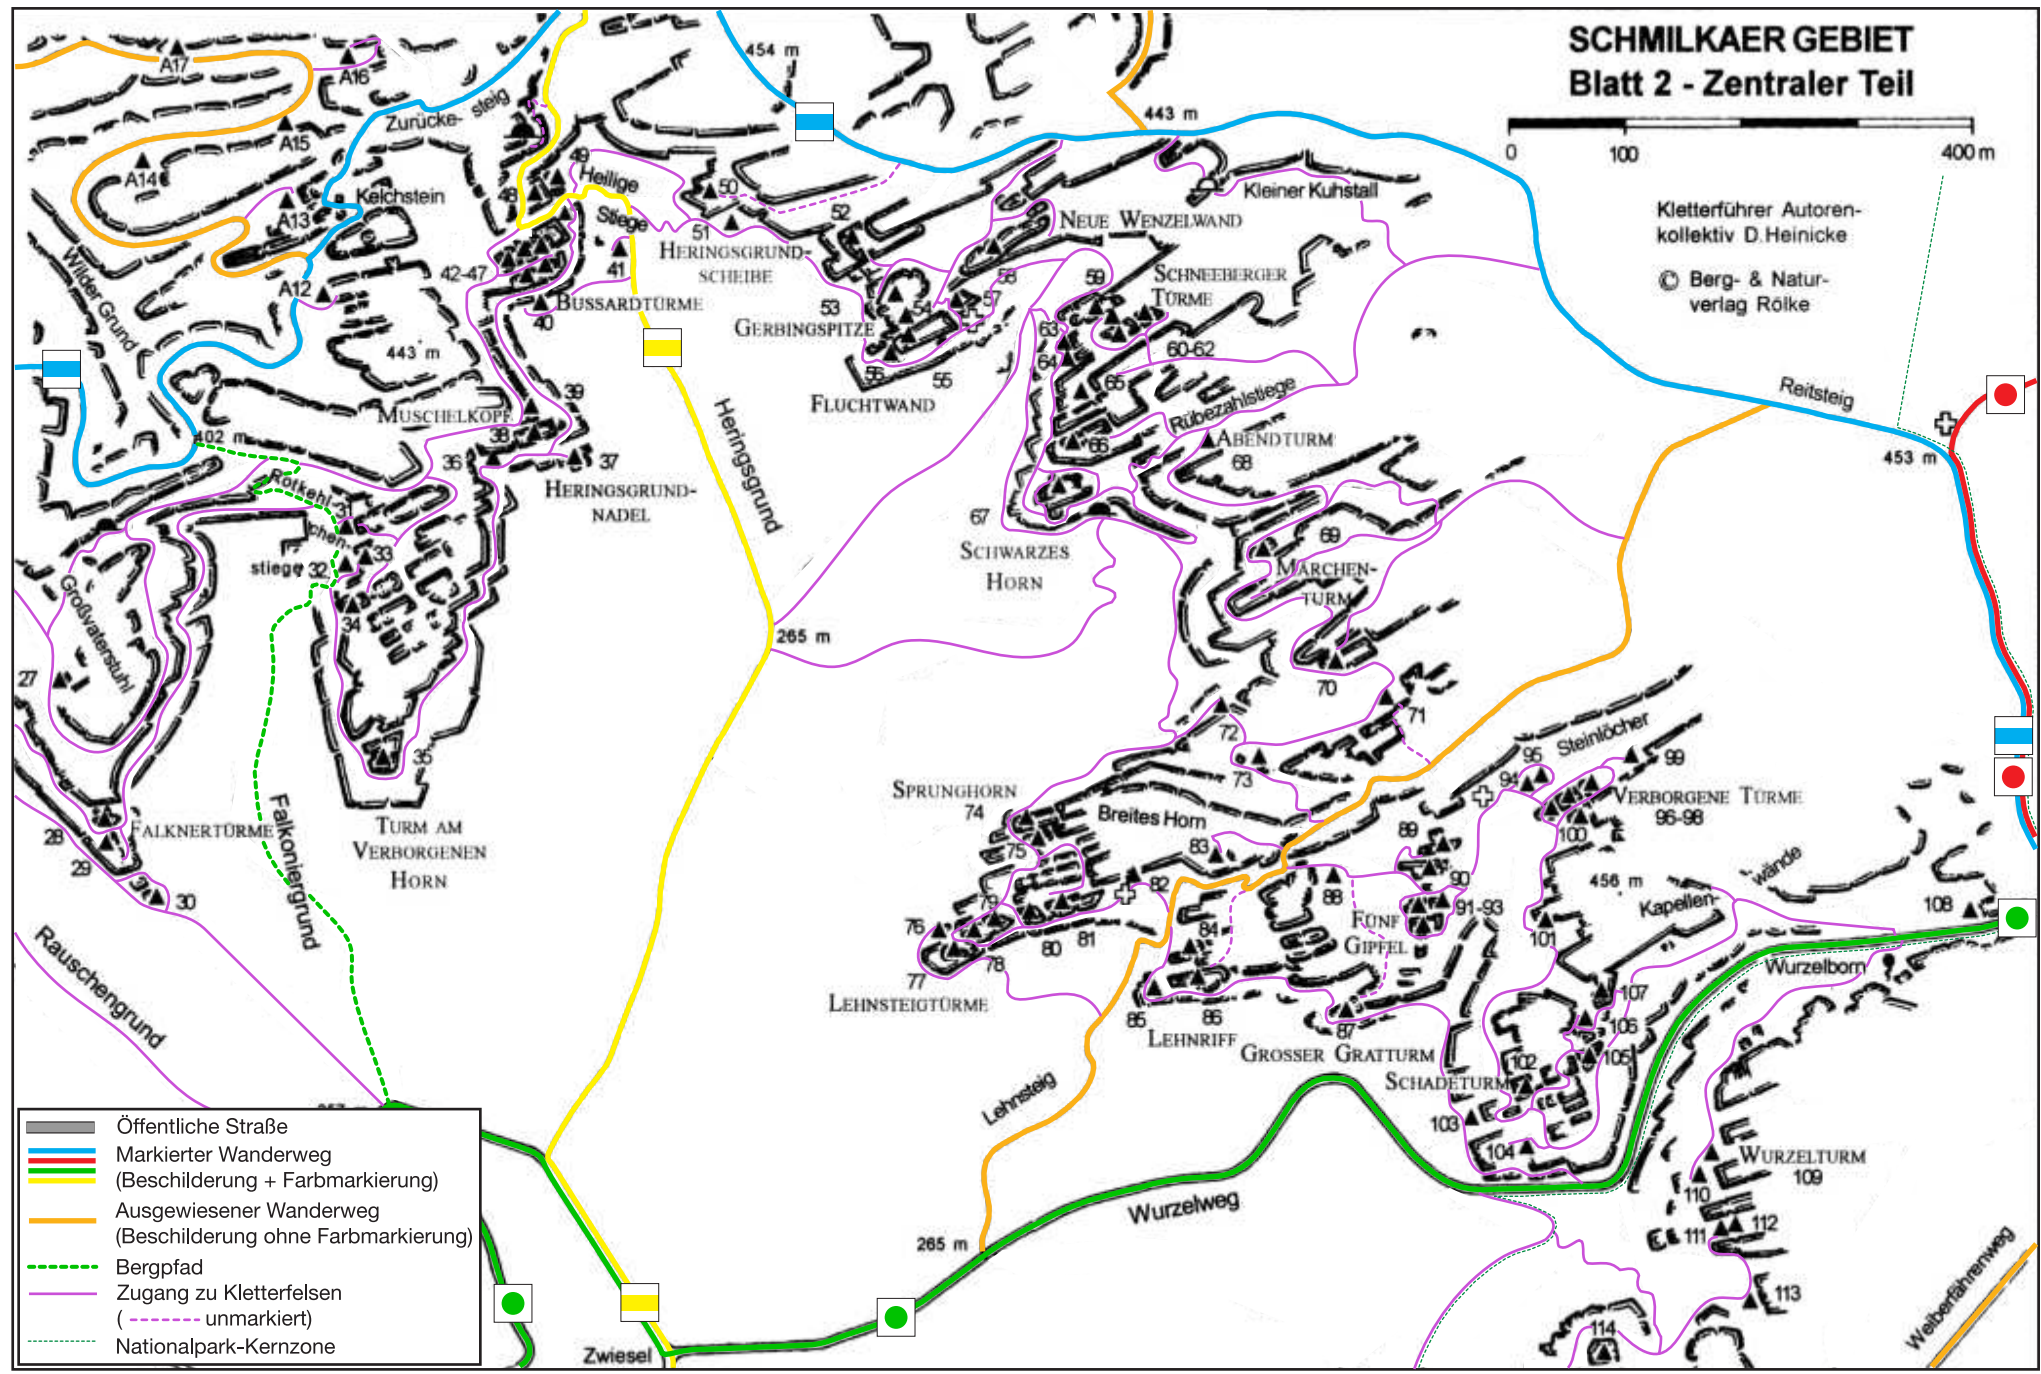 SCHMILKAER GEBIET
Blatt 2 - Zentraler Teil
0 100 400 m
Kletterführer Autoren-
kollektiv D. Heinicke
© Berg- & Natur-
verlag Rölke
A17
A16
A15
A14
A13
A12
Zurücke-
steig
Kelchstein
Wilder Grund
454 m
443 m
49
Heilige
48
Stiege
50
51
HERINGSGRUND-
SCHEIBE
52
41
42-47
BUSSARDTÜRME
40
53
GERBINGSPITZE
54
56
55
FLUCHTWAND
57
58
NEUE WENZELWAND
Kleiner Kuhstall
59
SCHNEEBERGER
TÜRME
60-62
63
64
65
66
Rübezahlstiege
ABENDTURM
68
Reitsteig
453 m
443 m
MUSCHELKOPF
39
38
36
37
HERINGSGRUND-
NADEL
Heringsgrund
402 m
Rotkehl-
chen-
stiege
31
32
33
34
35
67
SCHWARZES
HORN
69
MÄRCHEN-
TURM
70
71
72
73
265 m
Großvaterstuhl
27
28
29
30
FALKNERTÜRME
TURM AM
VERBORGENEN
HORN
Falkoniergrund
Rauschengrund
SPRUNGHORN
74
75
Breites Horn
76
77
78
79
80
81
82
83
LEHNSTEIGTÜRME
84
85
86
LEHNRIFF
87
GROSSER GRATTURM
88
FÜNF
GIPFEL
89
90
91-93
94
95
Steinlöcher
99
VERBORGENE TÜRME
96-98
100
456 m
Kapellen-
wände
101
102
SCHADETURM
103
104
105
106
107
108
Wurzelborn
WURZELTURM
109
110
111
112
113
114
Lehnsteig
Wurzelweg
265 m
Weiberfährenweg
Zwiesel
Öffentliche Straße
Markierter Wanderweg
(Beschilderung + Farbmarkierung)
Ausgewiesener Wanderweg
(Beschilderung ohne Farbmarkierung)
Bergpfad
Zugang zu Kletterfelsen
( unmarkiert)
Nationalpark-Kernzone